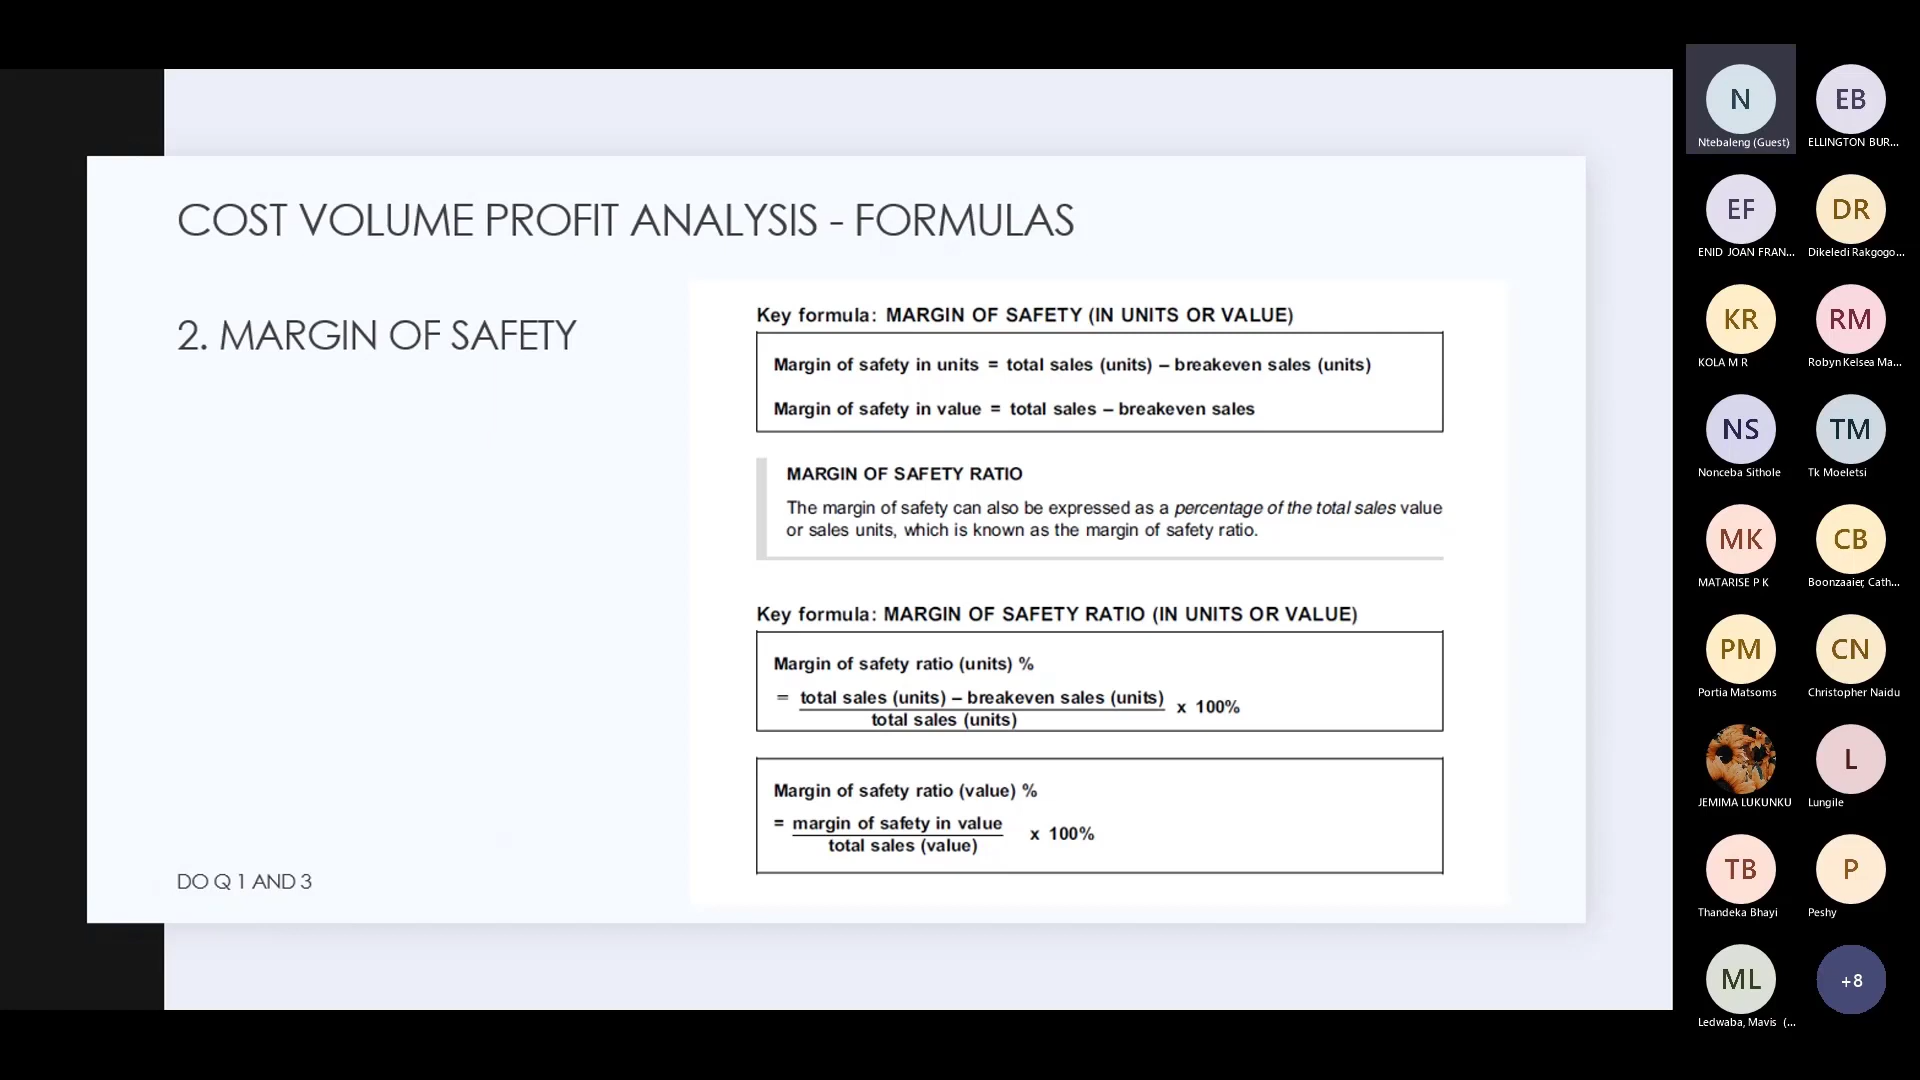 COST VOLUME PROFIT ANALYSIS - FORMULAS
2. MARGIN OF SAFETY
DO Q 1 AND 3
Key formula: MARGIN OF SAFETY (IN UNITS OR VALUE)
Margin of safety in units = total sales (units) – breakeven sales (units)
Margin of safety in value = total sales – breakeven sales
MARGIN OF SAFETY RATIO
The margin of safety can also be expressed as a percentage of the total sales value
or sales units, which is known as the margin of safety ratio.
Key formula: MARGIN OF SAFETY RATIO (IN UNITS OR VALUE)
Margin of safety ratio (units) %
= total sales (units) – breakeven sales (units) x 100%
total sales (units)
Margin of safety ratio (value) %
= margin of safety in value x 100%
total sales (value)
N
Ntebaleng (Guest)
EB
ELLINGTON BUR...
EF
ENID JOAN FRAN...
DR
Dikeledi Rakgogo...
KR
KOLA M R
RM
Robyn Kelsea Ma...
NS
Nonceba Sithole
TM
Tk Moeletsi
MK
MATARISE P K
CB
Boonzaaier, Cath...
PM
Portia Matsoms
CN
Christopher Naidu
JEMIMA LUKUNKU
L
Lungile
TB
Thandeka Bhayi
P
Peshy
ML
Ledwaba, Mavis (...
+8